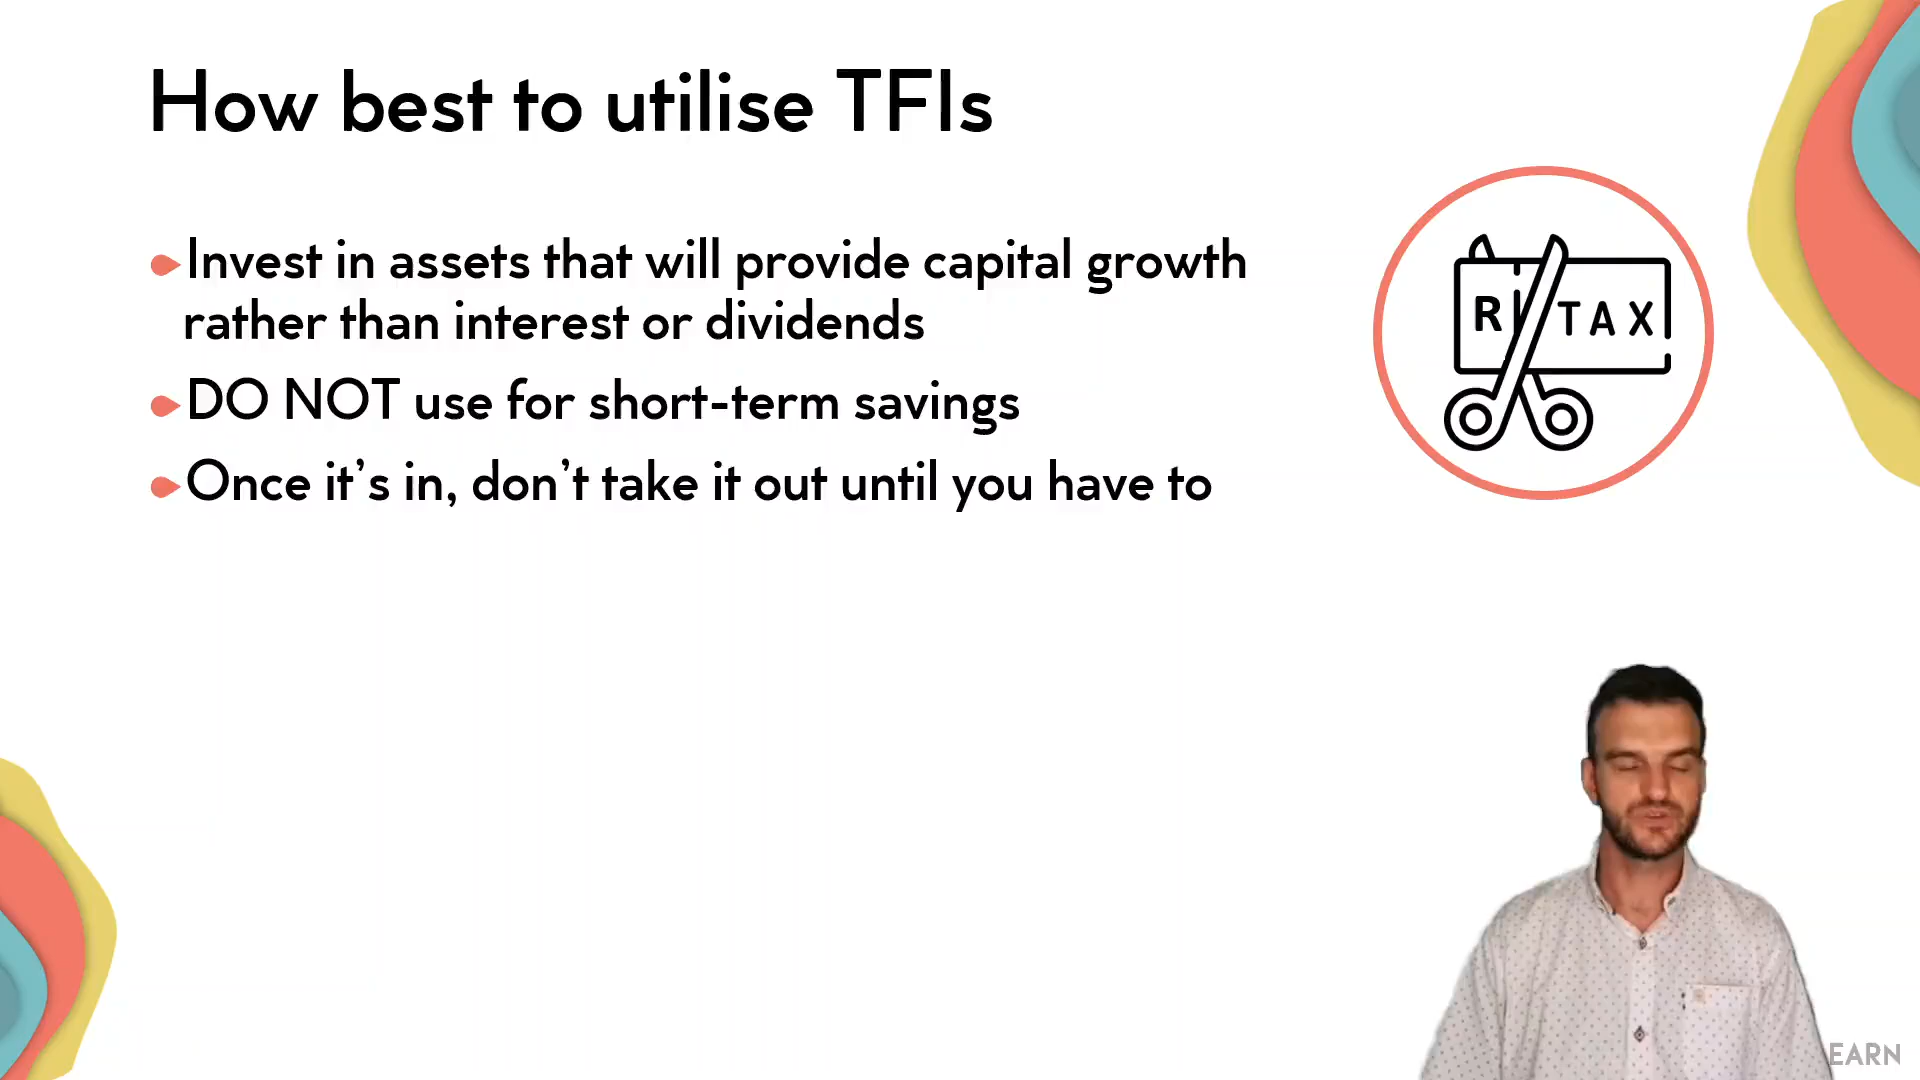 How best to utilise TFIs
Invest in assets that will provide capital growth
rather than interest or dividends
DO NOT use for short-term savings
Once it’s in, don’t take it out until you have to
R TAX
EARN